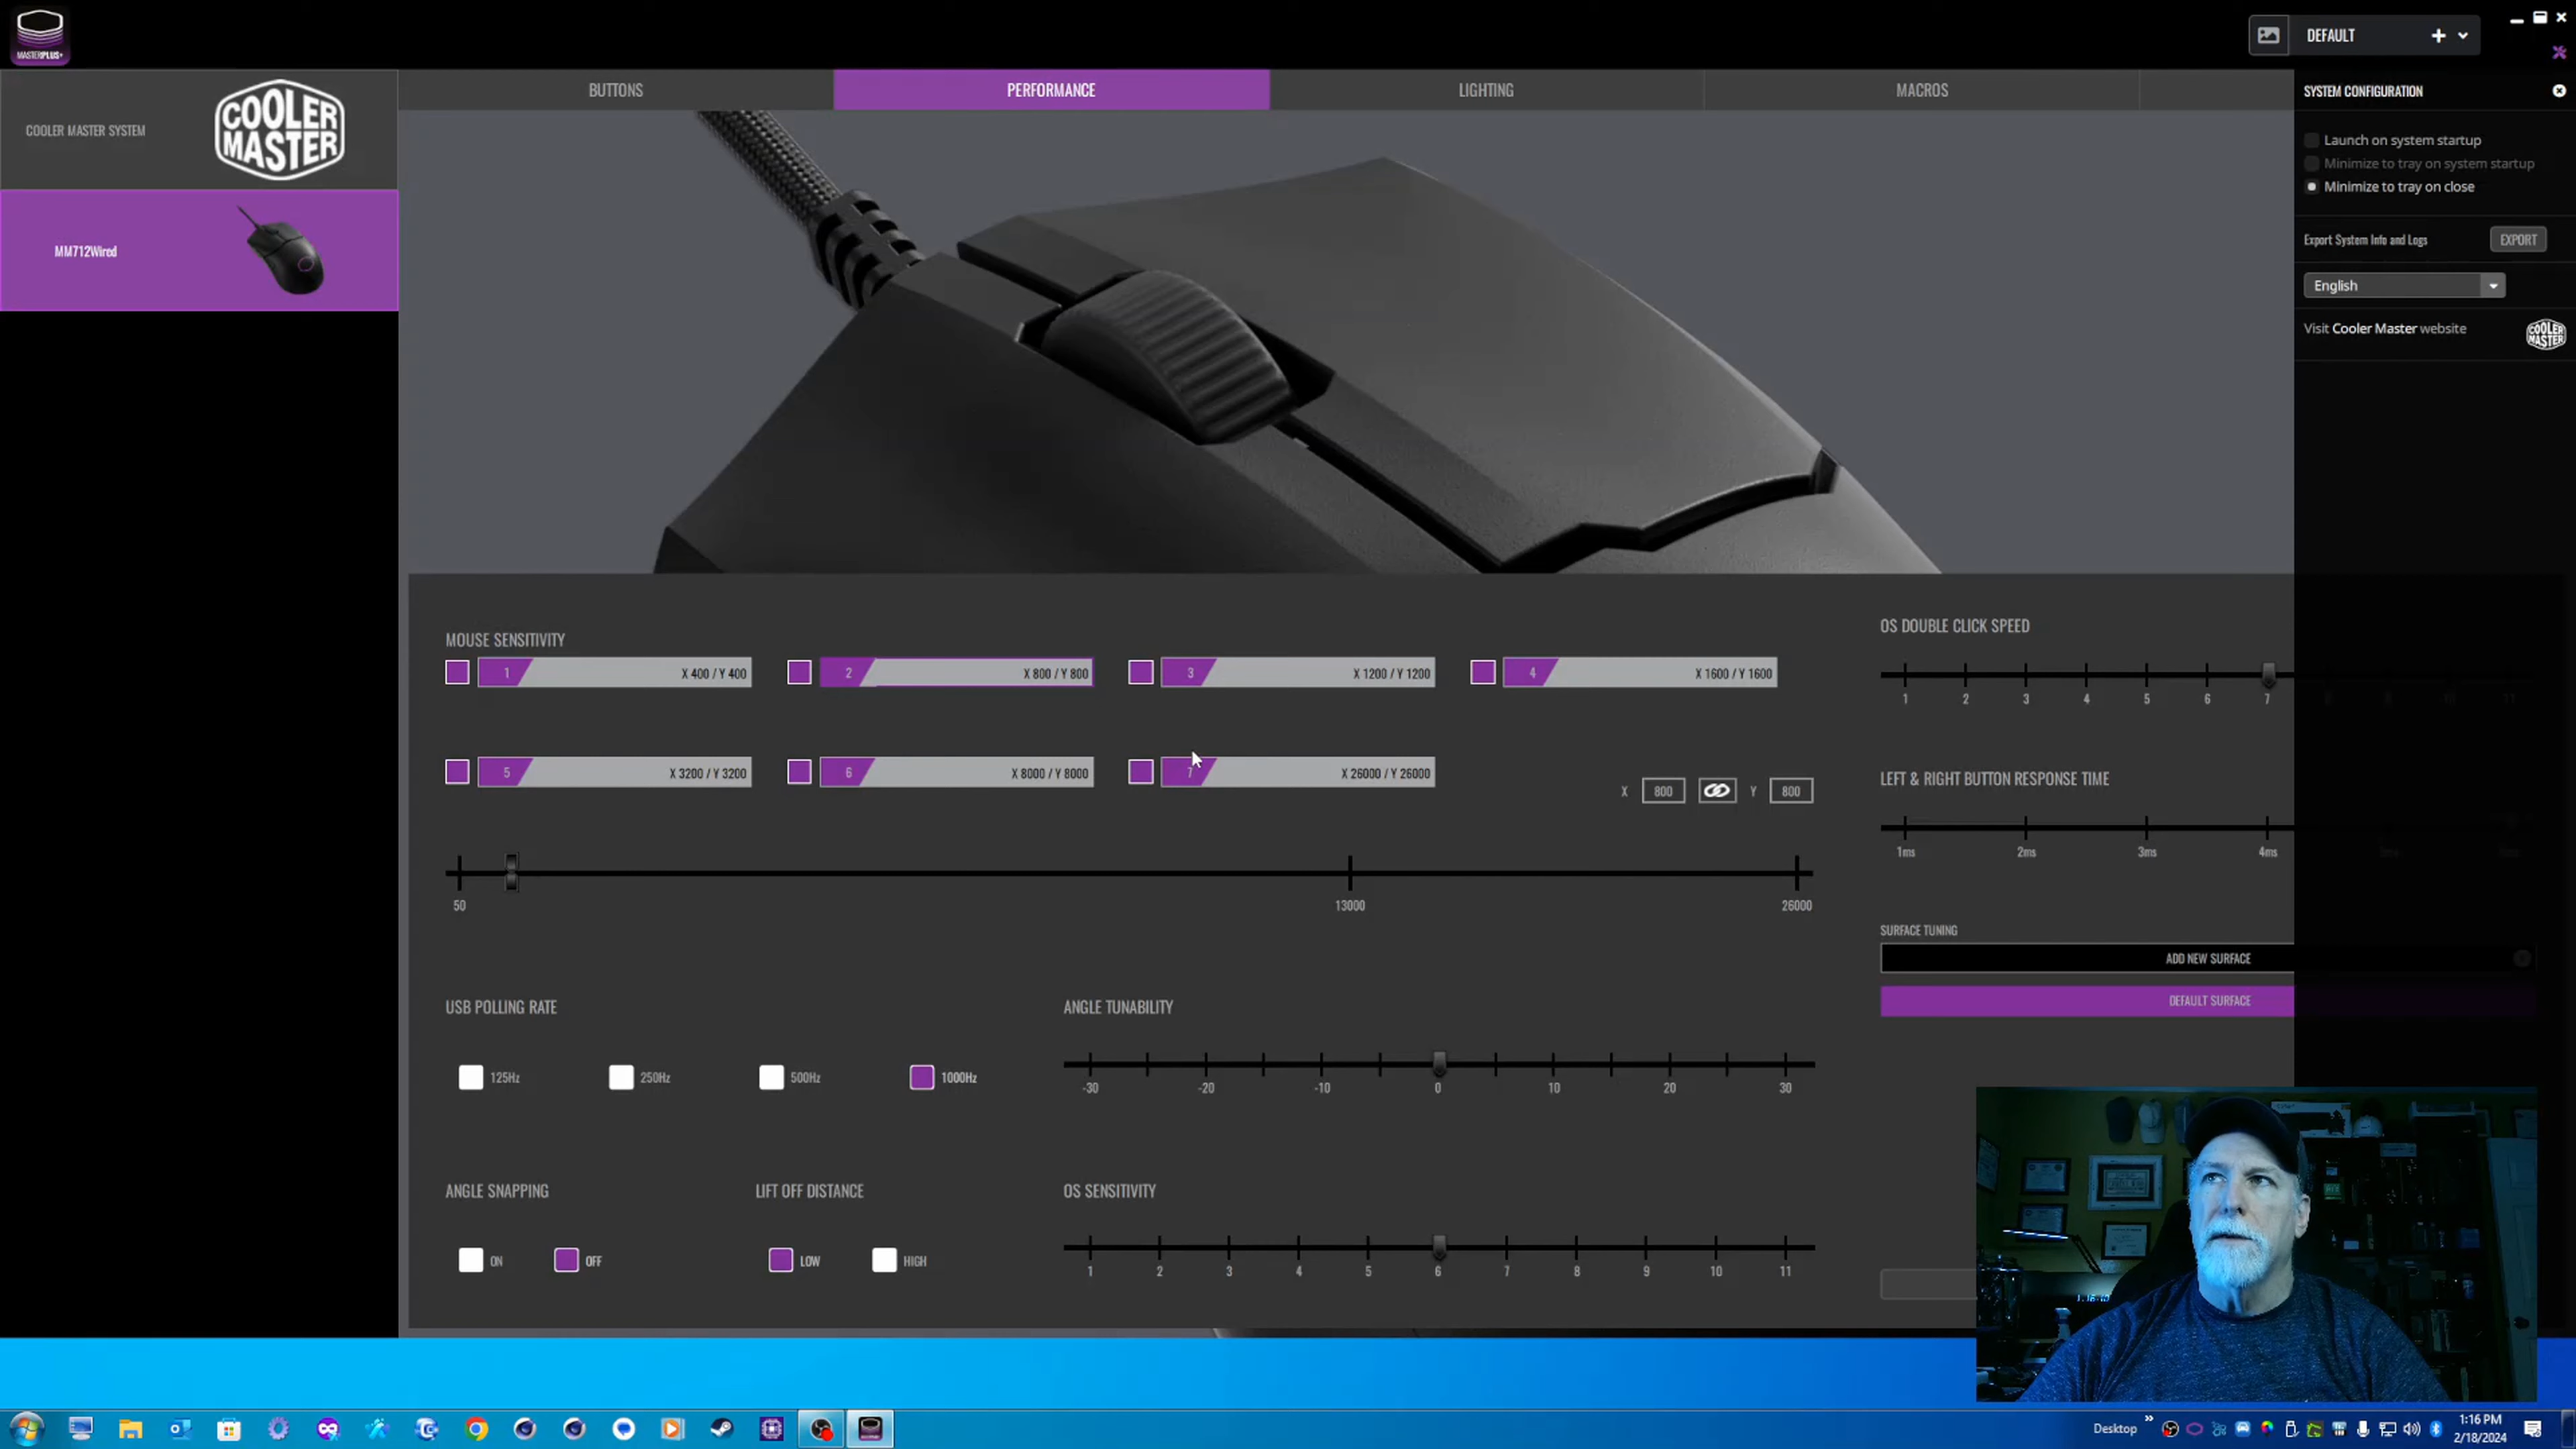 MASTERPLUS+
DEFAULT
COOLER MASTER SYSTEM
COOLER
MASTER
MM712Wired
BUTTONS
PERFORMANCE
LIGHTING
MACROS
SYSTEM CONFIGURATION
Launch on system startup
Minimize to tray on system startup
Minimize to tray on close
Export System Info and Logs
EXPORT
English
Visit Cooler Master website
COOLER
MASTER
MOUSE SENSITIVITY
1 X 400 / Y 400
2 X 800 / Y 800
3 X 1200 / Y 1200
4 X 1600 / Y 1600
5 X 3200 / Y 3200
6 X 8000 / Y 8000
7 X 26000 / Y 26000
X 800 Y 800
50 13000 26000
OS DOUBLE CLICK SPEED
1 2 3 4 5 6 7
LEFT & RIGHT BUTTON RESPONSE TIME
1ms 2ms 3ms 4ms
SURFACE TUNING
ADD NEW SURFACE
DEFAULT SURFACE
USB POLLING RATE
125Hz 250Hz 500Hz 1000Hz
ANGLE TUNABILITY
-30 -20 -10 0 10 20 30
ANGLE SNAPPING
ON OFF
LIFT OFF DISTANCE
LOW HIGH
OS SENSITIVITY
1 2 3 4 5 6 7 8 9 10 11
Desktop
1:16 PM
2/18/2024